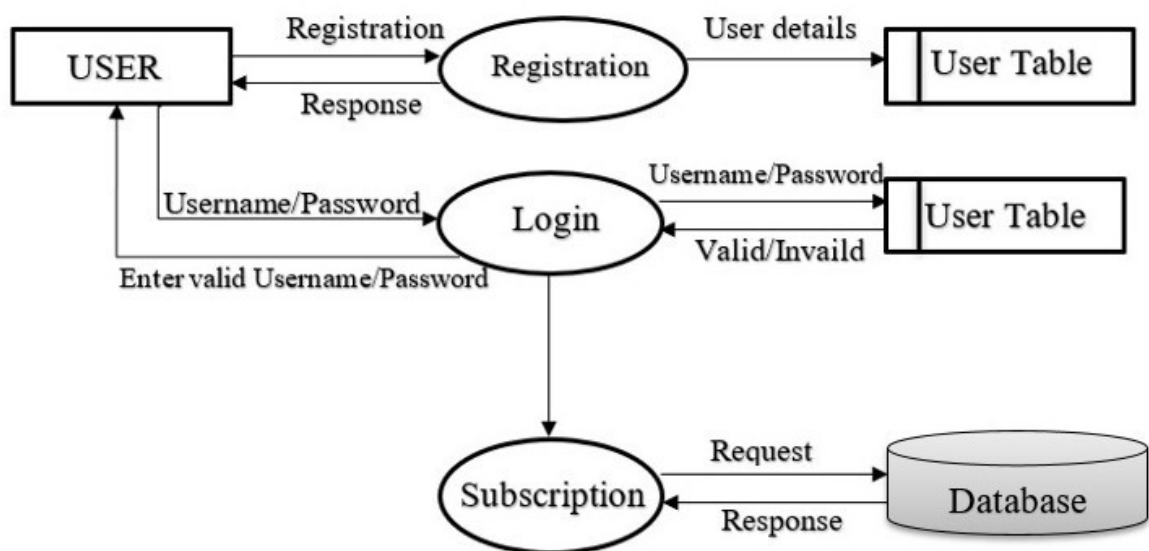 Registration
User details
USER
Registration
User Table
Response
Username/Password
Username/Password
Login
User Table
Valid/Invaild
Enter valid Username/Password
Request
Subscription
Database
Response